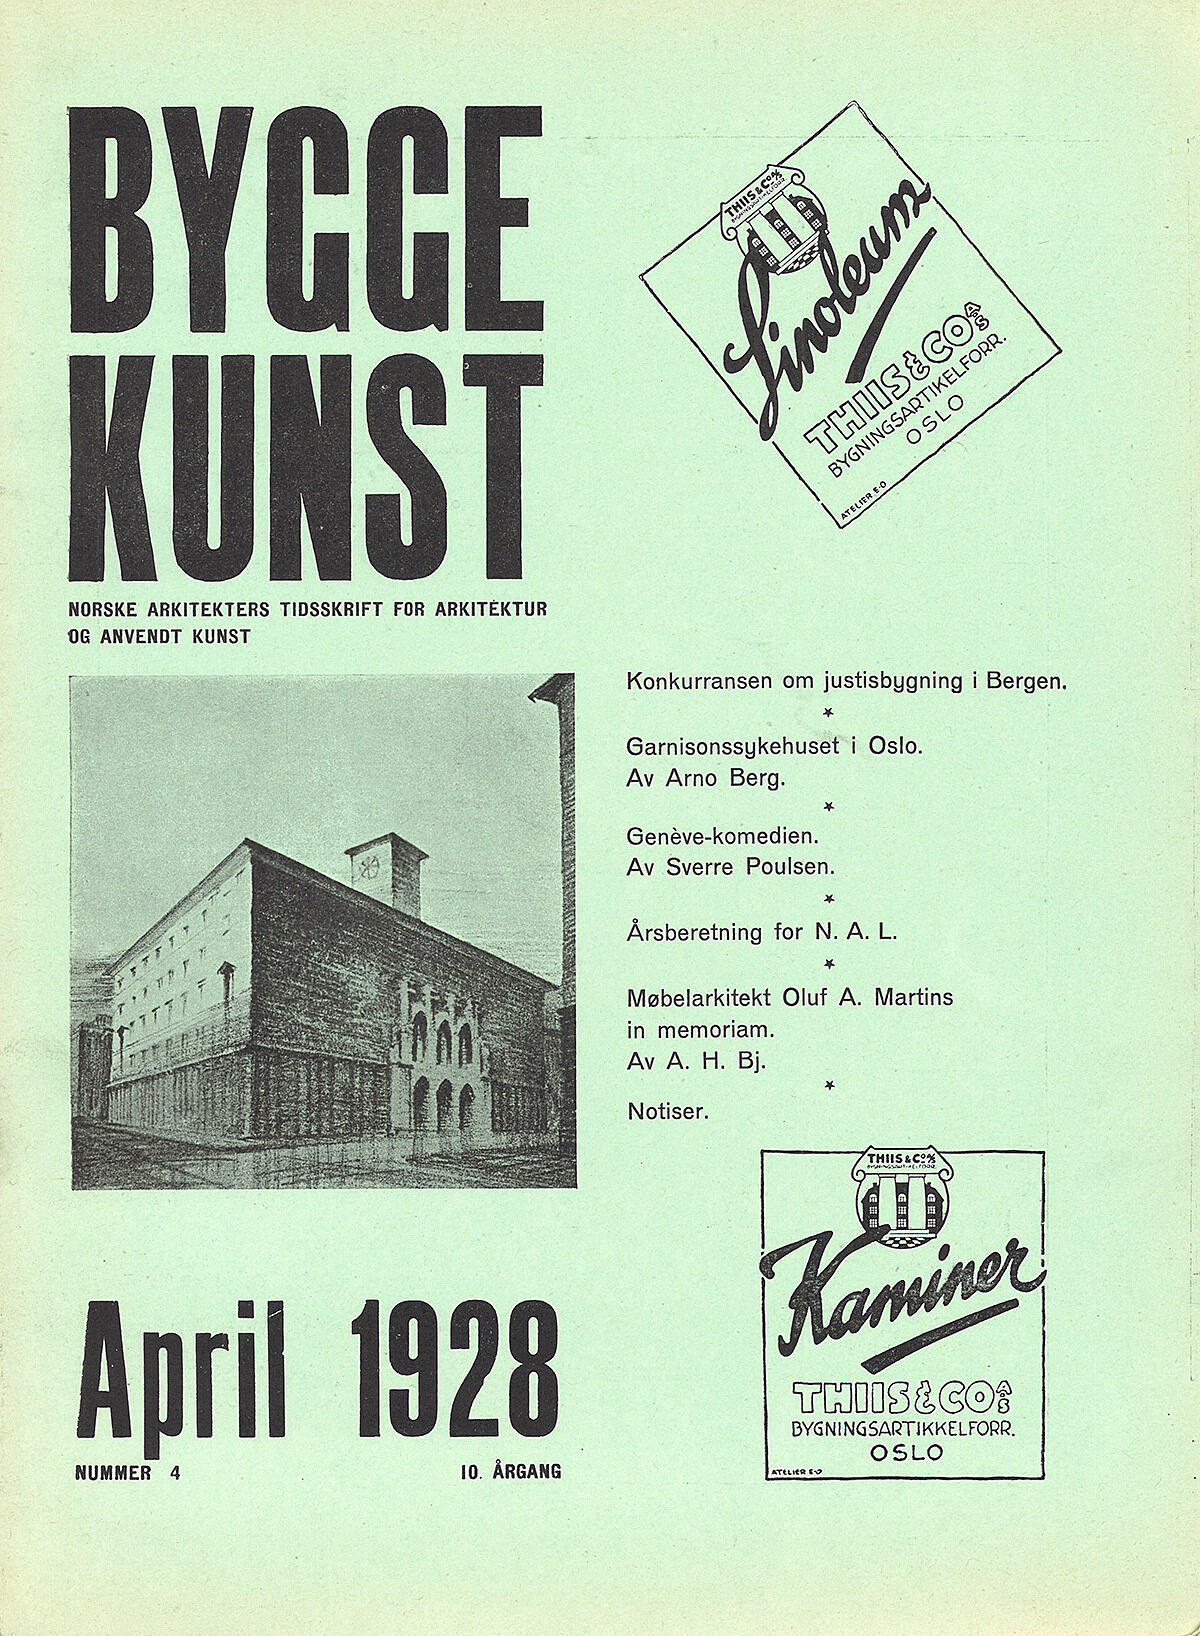 BYGGE
KUNST
NORSKE ARKITEKTERS TIDSSKRIFT FOR ARKITEKTUR
OG ANVENDT KUNST
THIIS & Co A/S
BYGNINGSARTIKELFORR.
Linoleum
THIIS & CO A/S
BYGNINGSARTIKELFORR.
OSLO
ATELIER E-O
Konkurransen om justisbygning i Bergen.
Garnisonssykehuset i Oslo.
Av Arno Berg.
Genève-komedien.
Av Sverre Poulsen.
Årsberetning for N. A. L.
Møbelarkitekt Oluf A. Martins
in memoriam.
Av A. H. Bj.
Notiser.
April 1928
NUMMER 4
10. ÅRGANG
THIIS & Co A/S
BYGNINGSARTIKELFORR.
Kaminer
THIIS & CO A/S
BYGNINGSARTIKKELFORR.
OSLO
ATELIER E-O